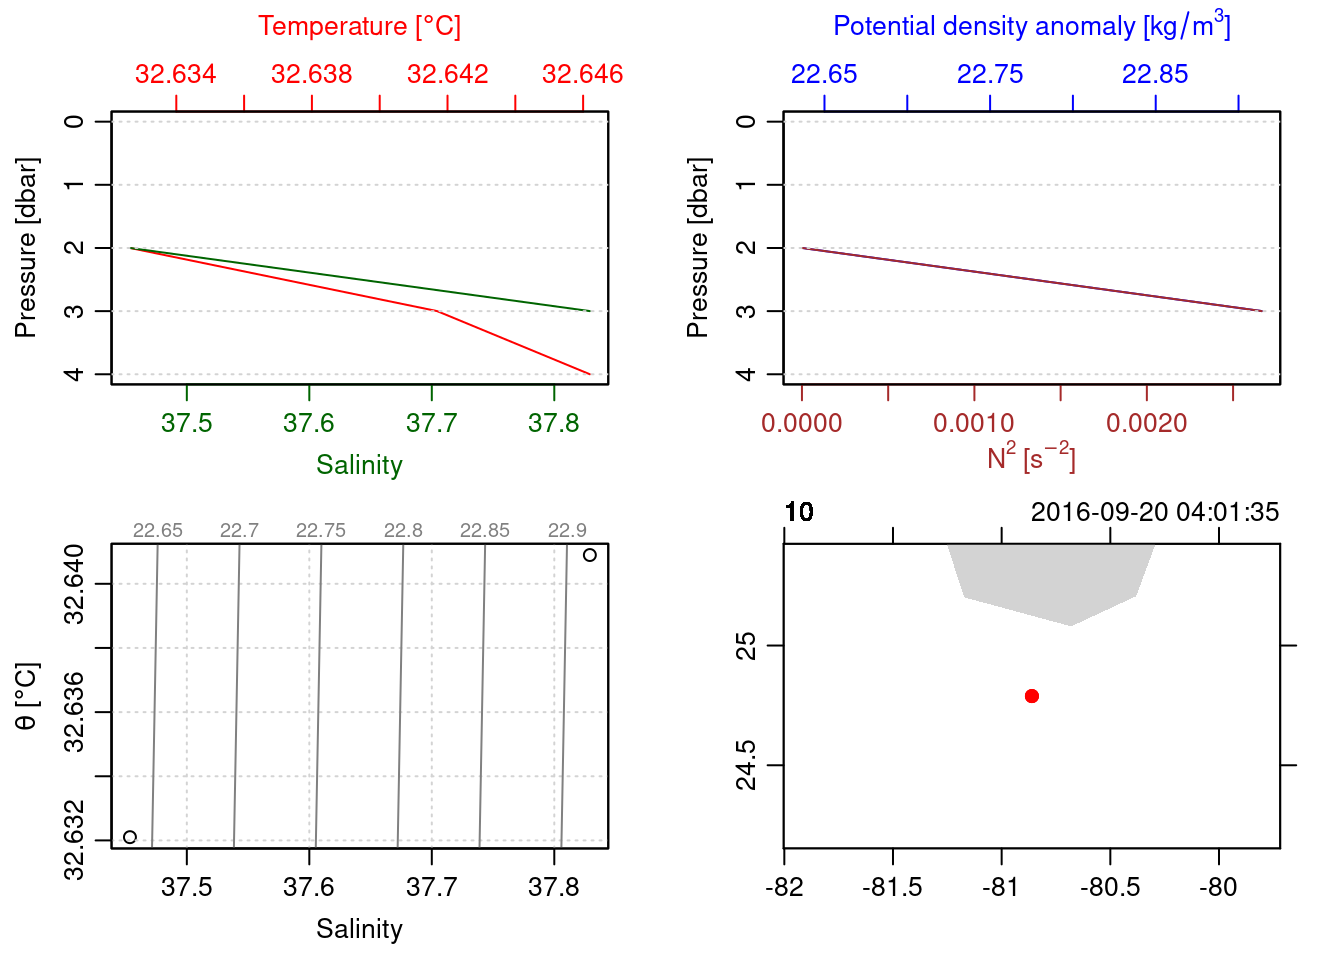 Temperature [°C]
32.634 32.638 32.642 32.646
Pressure [dbar]
0 1 2 3 4
37.5 37.6 37.7 37.8
Salinity
Potential density anomaly [kg/m³]
22.65 22.75 22.85
Pressure [dbar]
0 1 2 3 4
0.0000 0.0010 0.0020
N² [s⁻²]
22.65 22.7 22.75 22.8 22.85 22.9
θ [°C]
32.640
32.636
32.632
37.5 37.6 37.7 37.8
Salinity
10 2016-09-20 04:01:35
25
24.5
-82 -81.5 -81 -80.5 -80